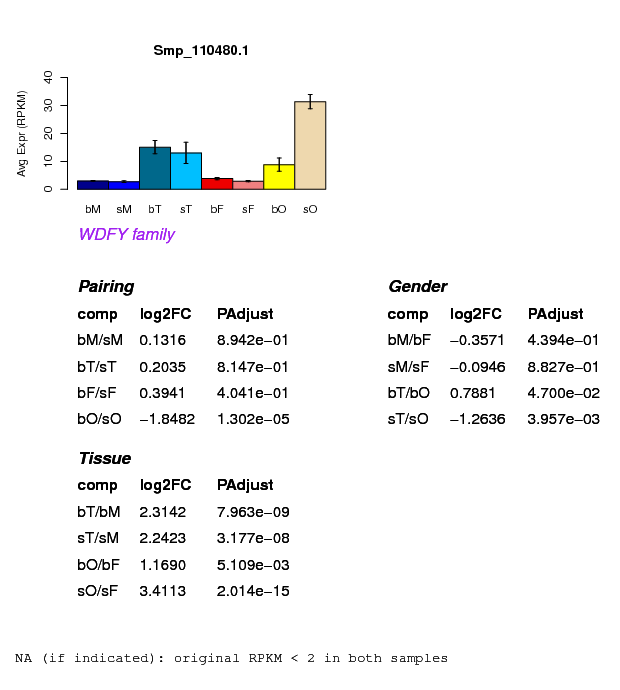 Smp_110480.1
Avg Expr (RPKM)
0 10 20 30 40
bM sM bT sT bF sF bO sO
WDFY family
Pairing
comp log2FC PAdjust
bM/sM 0.1316 8.942e−01
bT/sT 0.2035 8.147e−01
bF/sF 0.3941 4.041e−01
bO/sO −1.8482 1.302e−05
Gender
comp log2FC PAdjust
bM/bF −0.3571 4.394e−01
sM/sF −0.0946 8.827e−01
bT/bO 0.7881 4.700e−02
sT/sO −1.2636 3.957e−03
Tissue
comp log2FC PAdjust
bT/bM 2.3142 7.963e−09
sT/sM 2.2423 3.177e−08
bO/bF 1.1690 5.109e−03
sO/sF 3.4113 2.014e−15
NA (if indicated): original RPKM < 2 in both samples